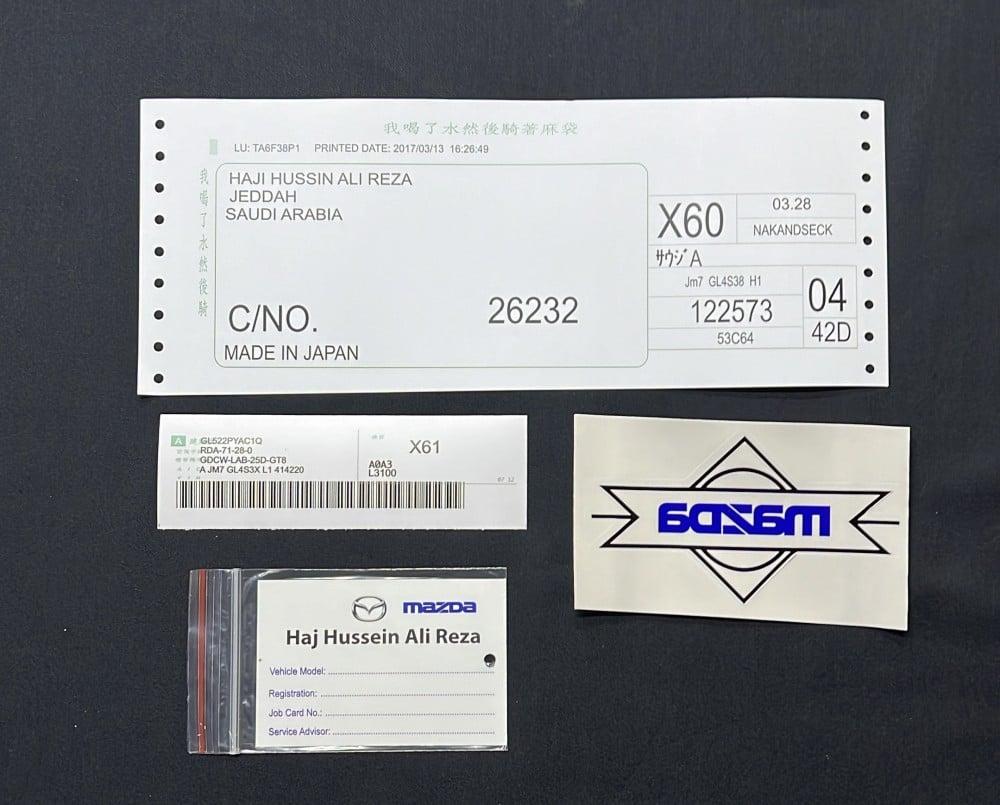 我喝了水然後騎著麻袋
LU: TA6F38P1 PRINTED DATE: 2017/03/13 16:26:49
我喝了水然後騎
HAJI HUSSIN ALI REZA
JEDDAH
SAUDI ARABIA
C/NO. 26232
MADE IN JAPAN
X60
03.28
NAKANDSECK
ｻｳｼﾞA
Jm7 GL4S38 H1
122573
53C64
04
42D
A
GL522PYAC1Q
RDA-71-28-0
GDCW-LAB-25D-GT8
A JM7 GL4S3X L1 414220
X61
A0A3
L3100
07 12
mazda
mazda
Haj Hussein Ali Reza
Vehicle Model:
Registration:
Job Card No.:
Service Advisor: